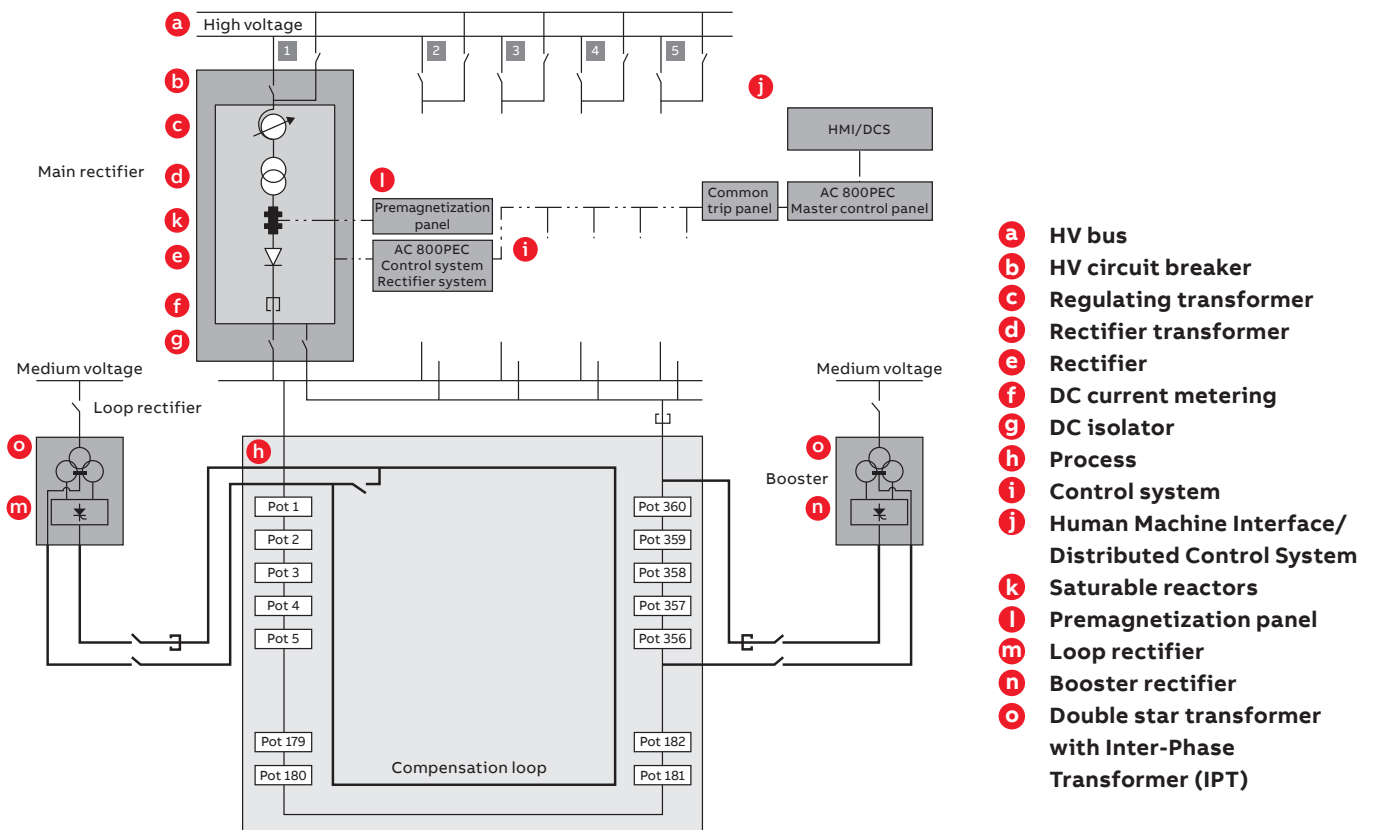 a
High voltage
1
2
3
4
5
b
j
c
HMI/DCS
Main rectifier
d
l
Premagnetization
panel
Common
trip panel
AC 800PEC
Master control panel
k
e
AC 800PEC
Control system
Rectifier system
i
f
g
Medium voltage
Loop rectifier
o
m
h
Medium voltage
o
Booster
n
Pot 1
Pot 2
Pot 3
Pot 4
Pot 5
Pot 179
Pot 180
Pot 360
Pot 359
Pot 358
Pot 357
Pot 356
Pot 182
Pot 181
Compensation loop
a HV bus
b HV circuit breaker
c Regulating transformer
d Rectifier transformer
e Rectifier
f DC current metering
g DC isolator
h Process
i Control system
j Human Machine Interface/
Distributed Control System
k Saturable reactors
l Premagnetization panel
m Loop rectifier
n Booster rectifier
o Double star transformer
with Inter-Phase
Transformer (IPT)